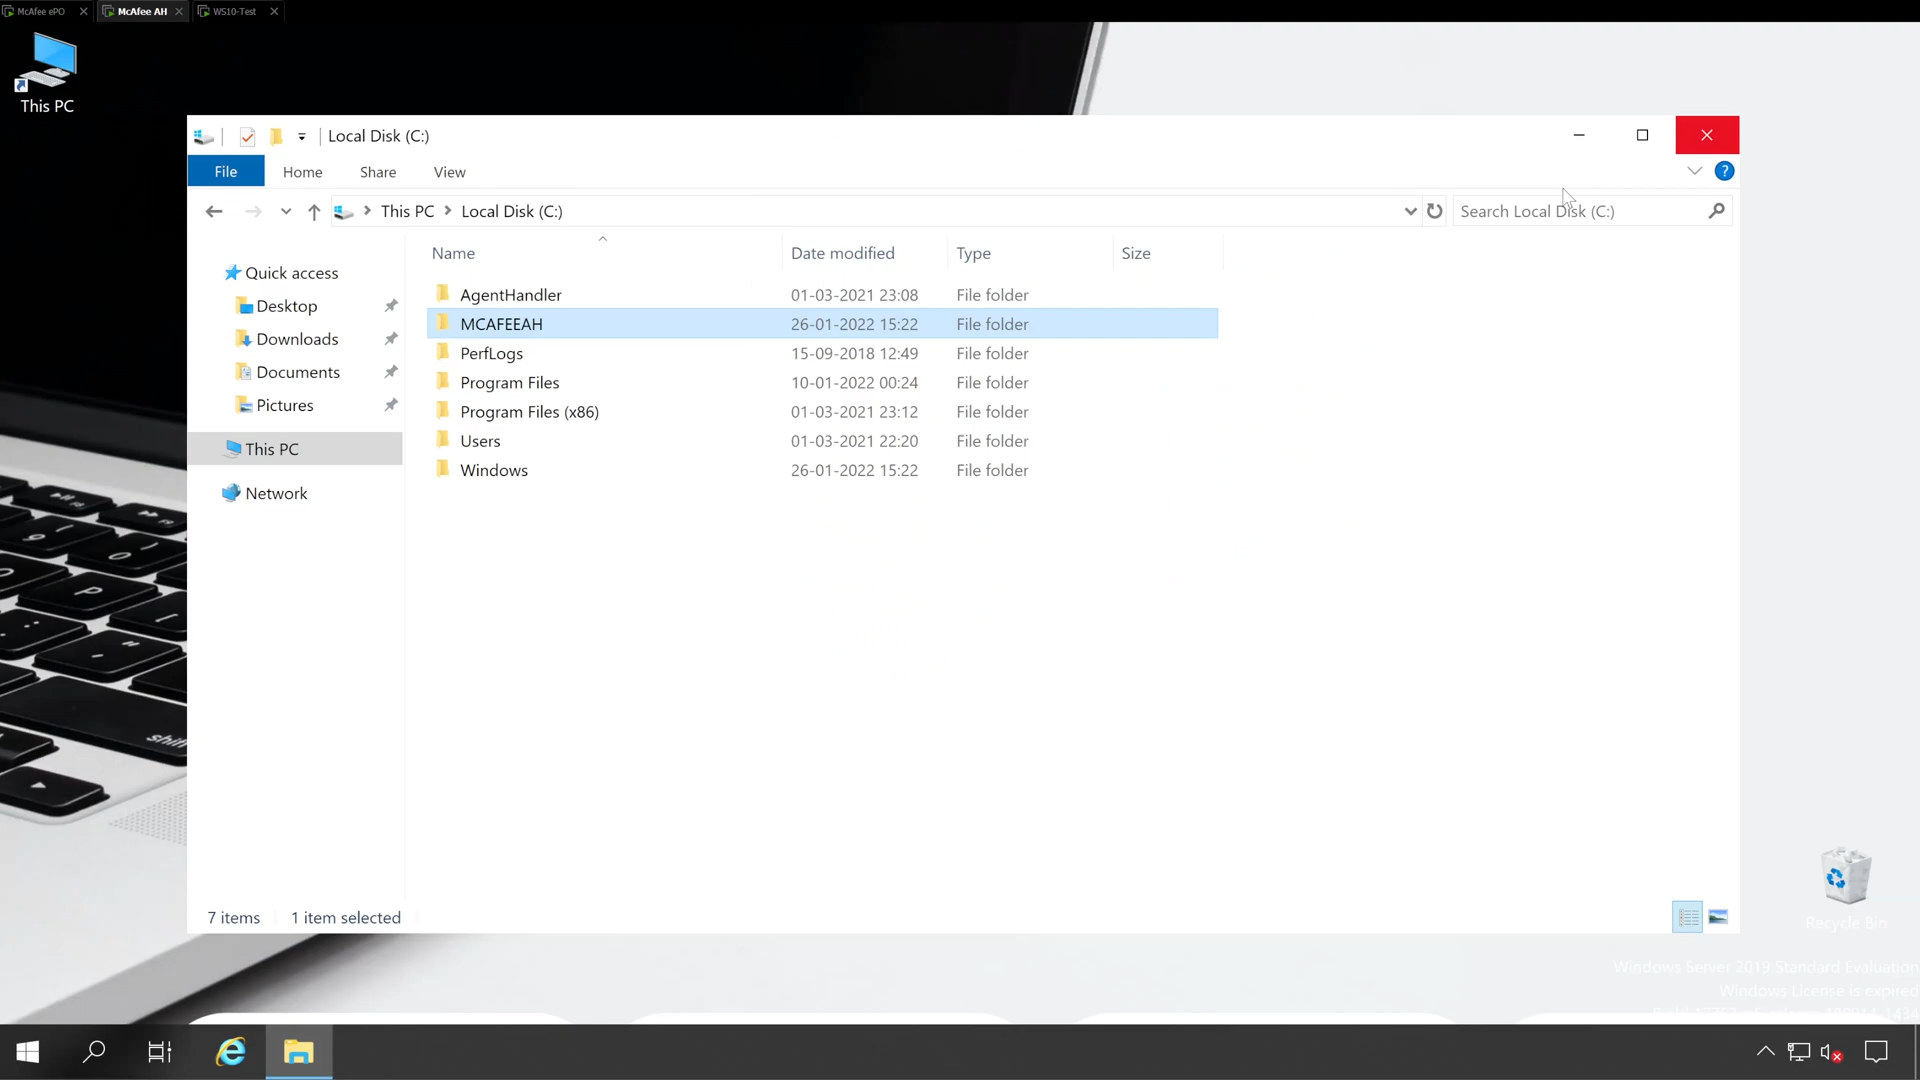 McAfee ePO
McAfee AH
WS10-Test
This PC
Local Disk (C:)
File
Home
Share
View
This PC
Local Disk (C:)
Search Local Disk (C:)
Name
Date modified
Type
Size
Quick access
Desktop
Downloads
Documents
Pictures
This PC
Network
AgentHandler 01-03-2021 23:08 File folder
MCAFEEAH 26-01-2022 15:22 File folder
PerfLogs 15-09-2018 12:49 File folder
Program Files 10-01-2022 00:24 File folder
Program Files (x86) 01-03-2021 23:12 File folder
Users 01-03-2021 22:20 File folder
Windows 26-01-2022 15:22 File folder
7 items
1 item selected
Recycle Bin
Windows Server 2019 Standard Evaluation
Windows License is expired
shift